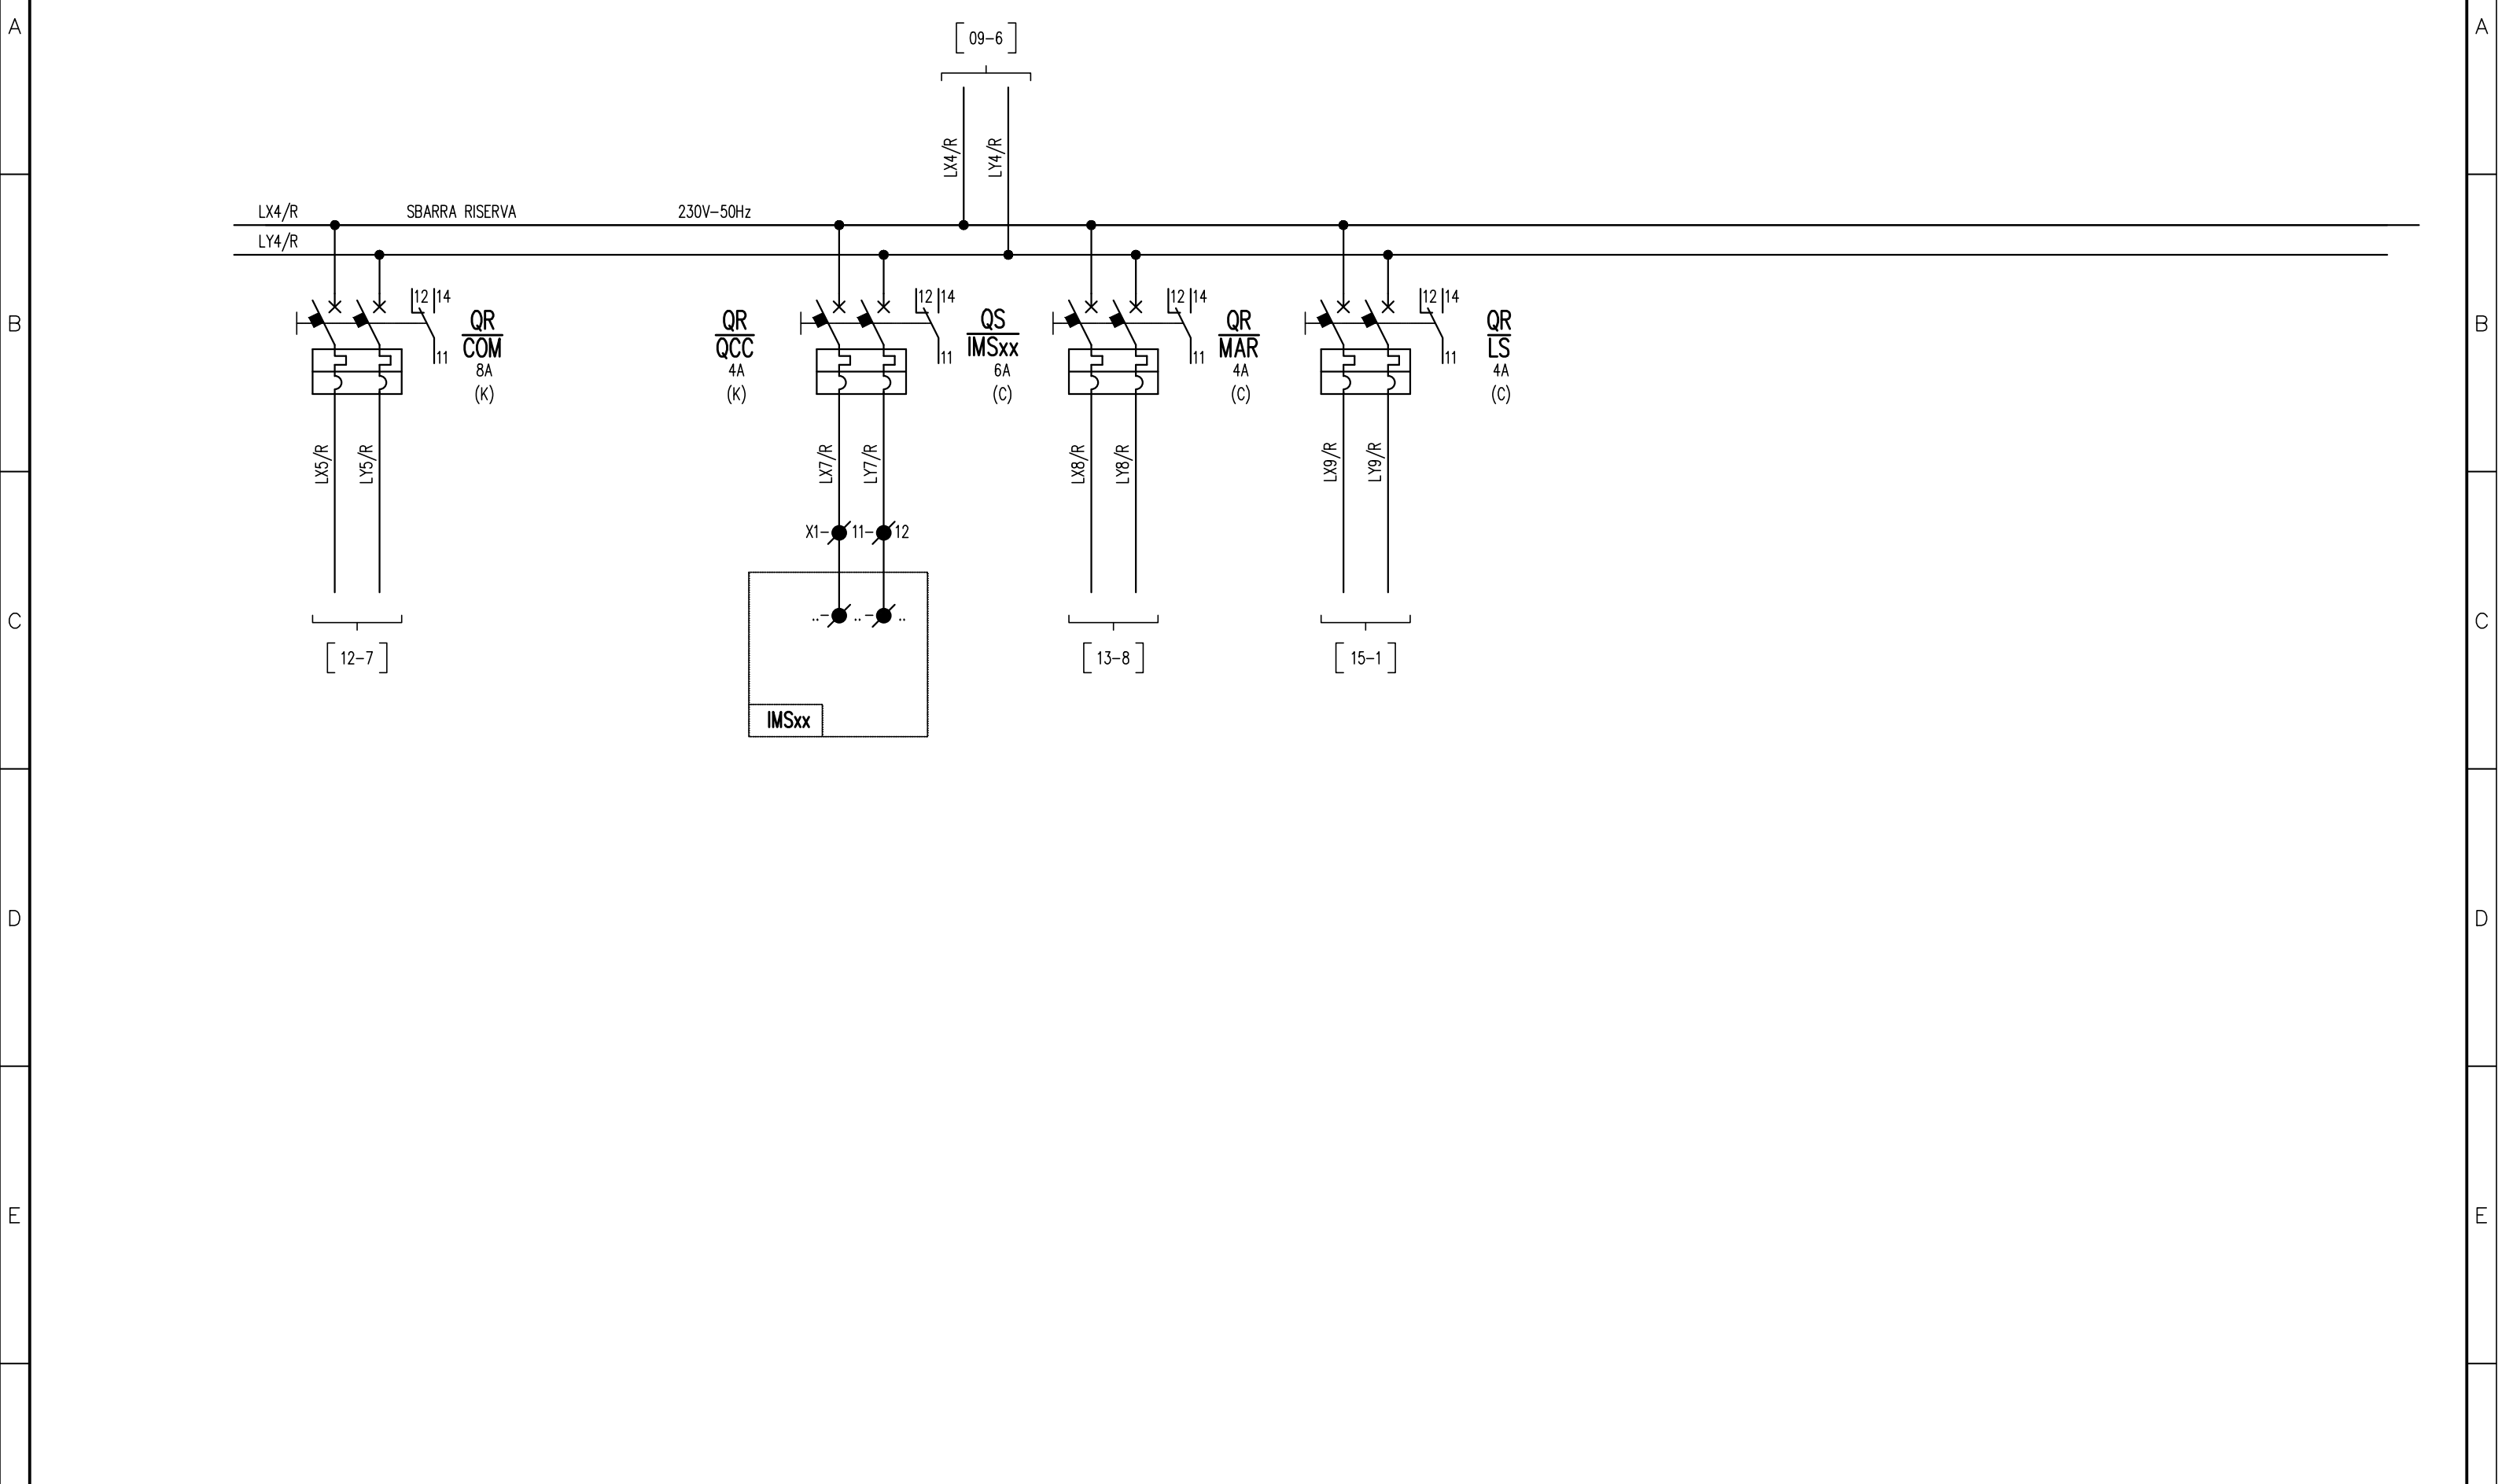 A
A
09-6
LX4/R
LY4/R
LX4/R
SBARRA RISERVA
230V-50Hz
LY4/R
12
14
12
14
12
14
12
14
B
B
QR
COM
8A
(K)
QR
QCC
4A
(K)
QS
IMSxx
6A
(C)
QR
MAR
4A
(C)
QR
LS
4A
(C)
11
11
11
11
LX5/R
LY5/R
LX7/R
LY7/R
LX8/R
LY8/R
LX9/R
LY9/R
X1-
11-
12
..-
..-
..
C
C
12-7
13-8
15-1
IMSxx
D
D
E
E